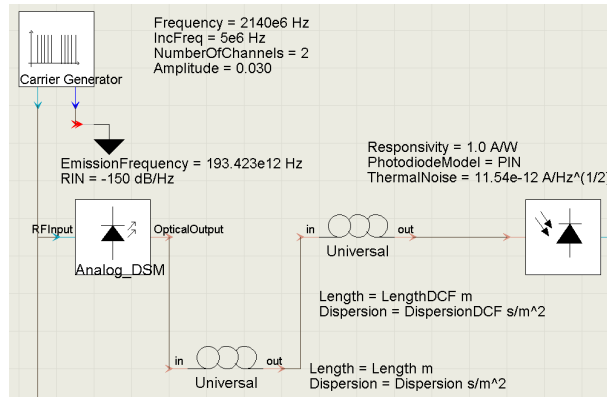 Frequency = 2140e6 Hz
IncFreq = 5e6 Hz
NumberOfChannels = 2
Amplitude = 0.030
Carrier Generator
Responsivity = 1.0 A/W
PhotodiodeModel = PIN
ThermalNoise = 11.54e-12 A/Hz^(1/2
EmissionFrequency = 193.423e12 Hz
RIN = -150 dB/Hz
RFInput
OpticalOutput
Analog_DSM
in
out
Universal
Length = LengthDCF m
Dispersion = DispersionDCF s/m^2
in
out
Universal
Length = Length m
Dispersion = Dispersion s/m^2